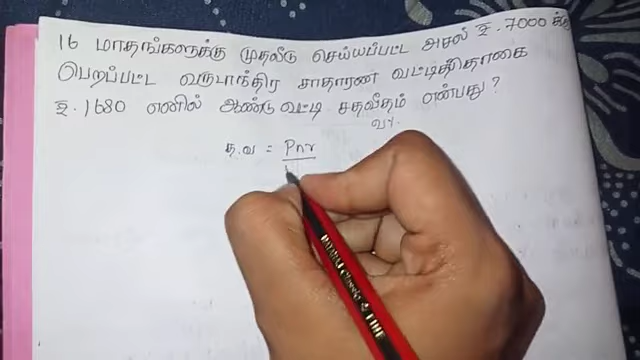 16 மாதங்களுக்கு முதலீடு செய்யப்பட்ட அசல் ₹.7000 க்கு
பெறப்பட்ட வருடாந்திர சாதாரண வட்டித்தொகை
₹.1680 எனில் ஆண்டு வட்டி சதவீதம் என்பது?
வ%
த.வ = Pnr